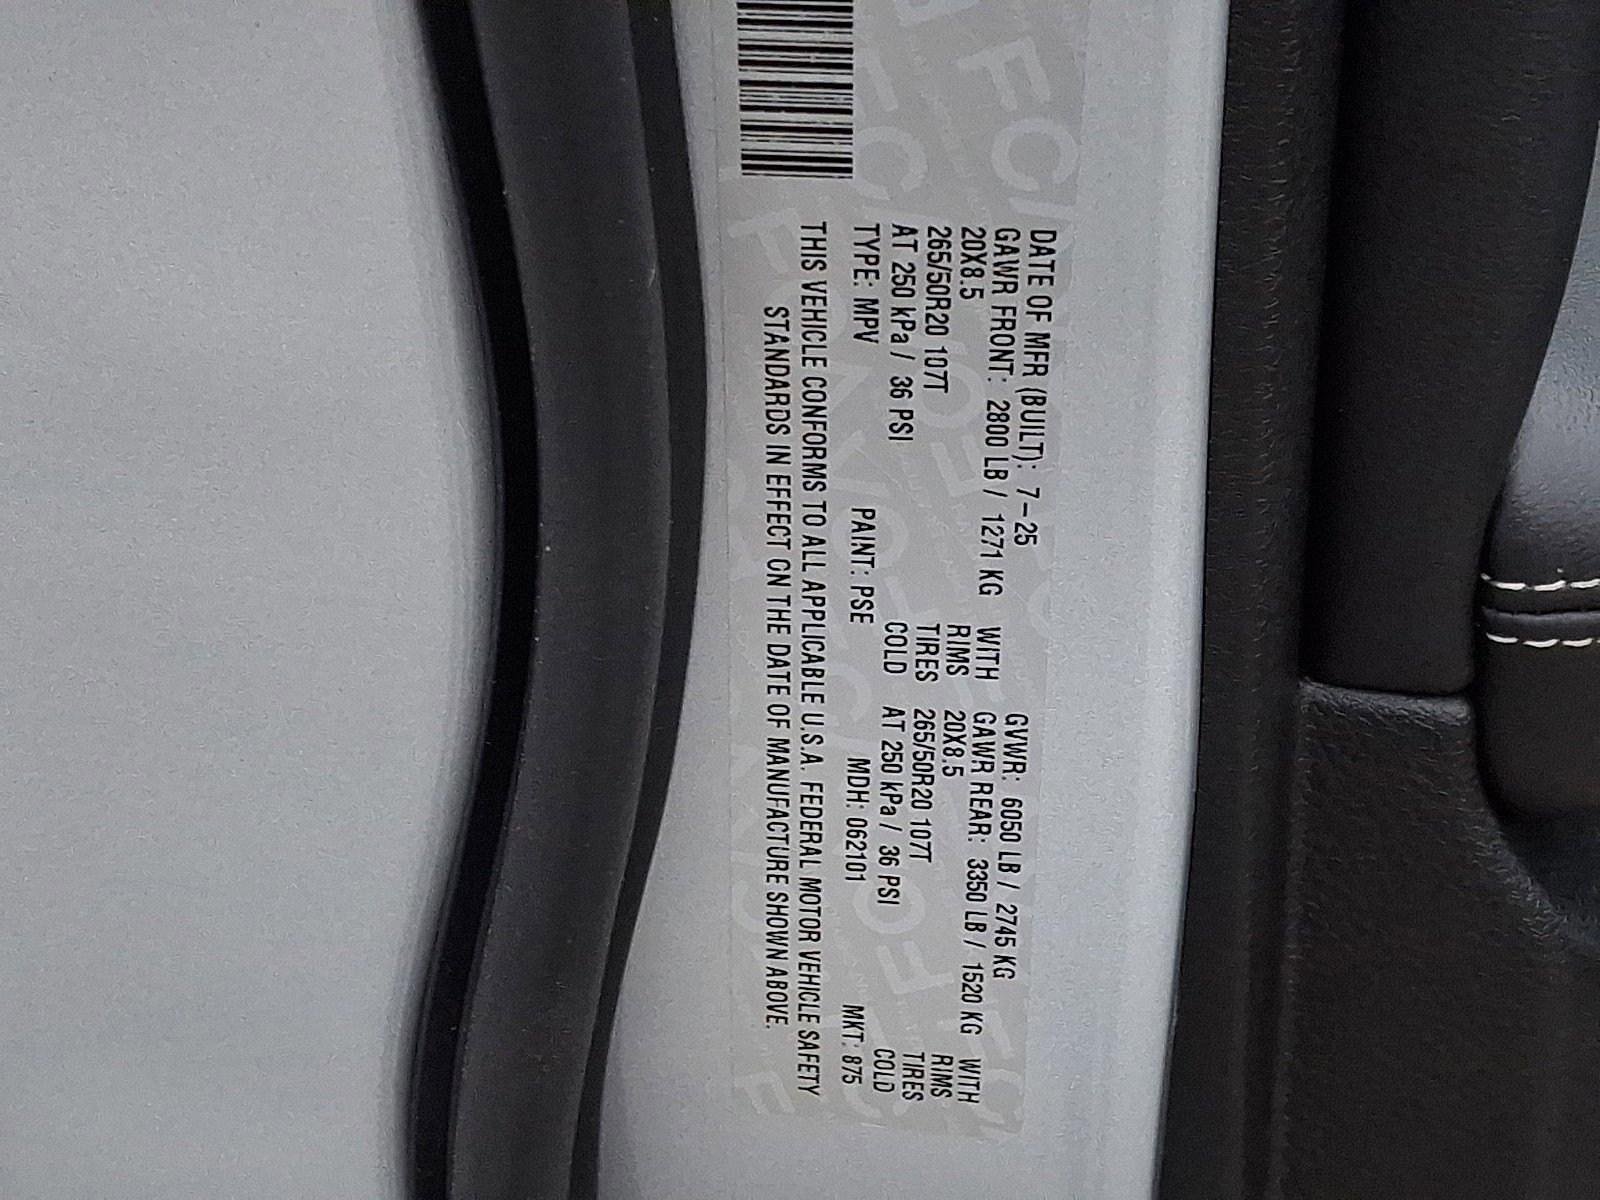 DATE OF MFR (BUILT): 7-25 GVWR: 6050 LB / 2745 KG
GAWR FRONT: 2800 LB / 1271 KG WITH GAWR REAR: 3350 LB / 1520 KG WITH
20X8.5 RIMS 20X8.5 RIMS
265/50R20 107T TIRES 265/50R20 107T TIRES
AT 250 kPa / 36 PSI COLD AT 250 kPa / 36 PSI COLD
TYPE: MPV PAINT: PSE MDH: 062101 MKT: 875
THIS VEHICLE CONFORMS TO ALL APPLICABLE U.S.A. FEDERAL MOTOR VEHICLE SAFETY
STANDARDS IN EFFECT ON THE DATE OF MANUFACTURE SHOWN ABOVE.